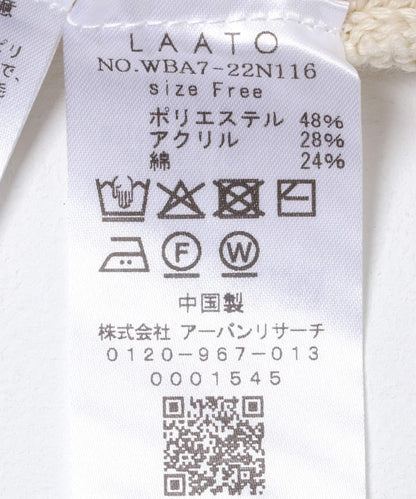 LAATO
NO.WBA7-22N116
size Free
ポリエステル 48%
アクリル 28%
綿 24%
F W
中国製
株式会社 アーバンリサーチ
0120-967-013
0001545